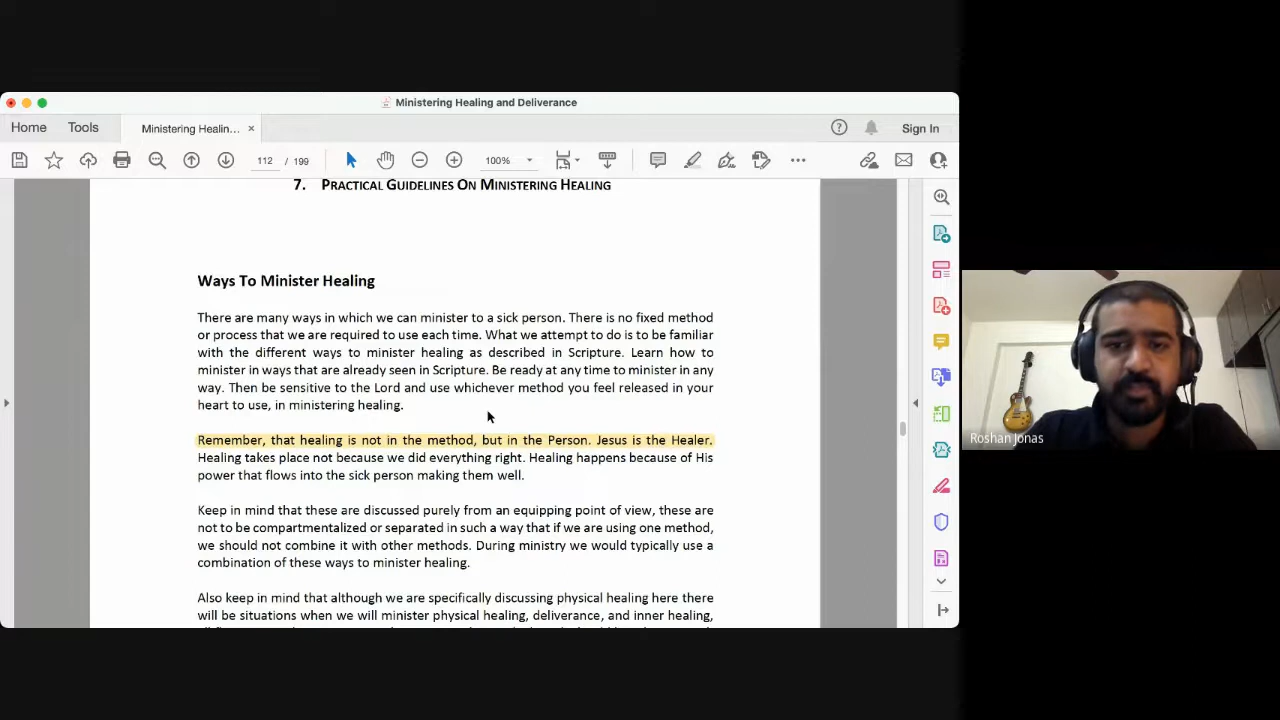 Ministering Healing and Deliverance
Home Tools Ministering Healin... × Sign In
112 / 199 100%
7. PRACTICAL GUIDELINES ON MINISTERING HEALING
Ways To Minister Healing
There are many ways in which we can minister to a sick person. There is no fixed method
or process that we are required to use each time. What we attempt to do is to be familiar
with the different ways to minister healing as described in Scripture. Learn how to
minister in ways that are already seen in Scripture. Be ready at any time to minister in any
way. Then be sensitive to the Lord and use whichever method you feel released in your
heart to use, in ministering healing.
Remember, that healing is not in the method, but in the Person. Jesus is the Healer.
Healing takes place not because we did everything right. Healing happens because of His
power that flows into the sick person making them well.
Keep in mind that these are discussed purely from an equipping point of view, these are
not to be compartmentalized or separated in such a way that if we are using one method,
we should not combine it with other methods. During ministry we would typically use a
combination of these ways to minister healing.
Also keep in mind that although we are specifically discussing physical healing here there
will be situations when we will minister physical healing, deliverance, and inner healing,
Roshan Jonas